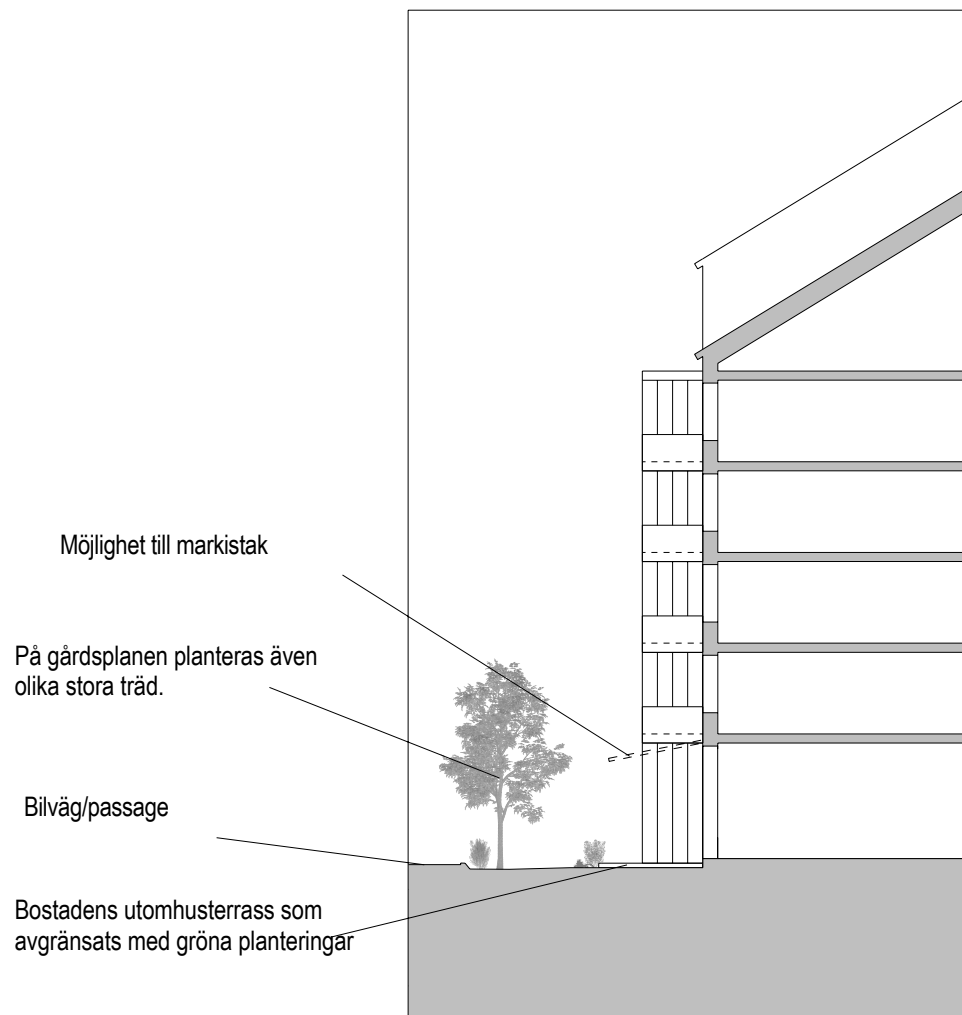 Möjlighet till markistak
På gårdsplanen planteras även
olika stora träd.
Bilväg/passage
Bostadens utomhusterrass som
avgränsats med gröna planteringar